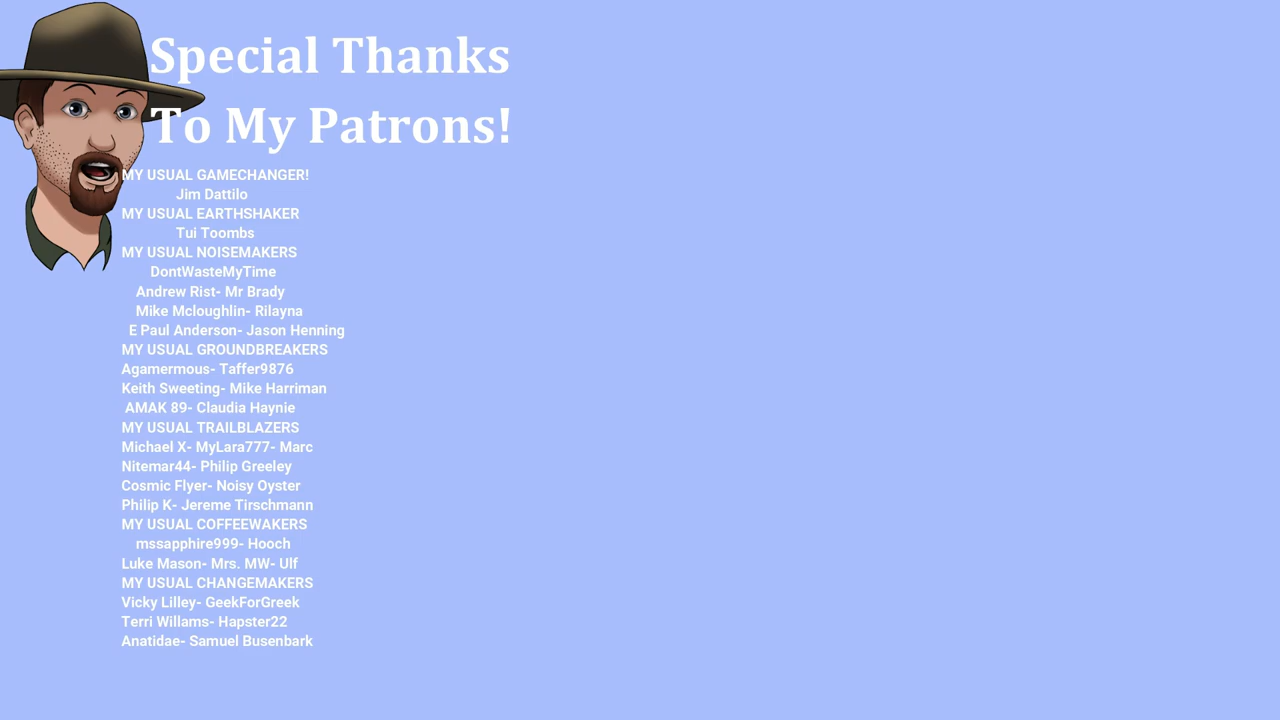 Special Thanks
To My Patrons!
MY USUAL GAMECHANGER!
Jim Dattilo
MY USUAL EARTHSHAKER
Tui Toombs
MY USUAL NOISEMAKERS
DontWasteMyTime
Andrew Rist- Mr Brady
Mike Mcloughlin- Rilayna
E Paul Anderson- Jason Henning
MY USUAL GROUNDBREAKERS
Agamermous- Taffer9876
Keith Sweeting- Mike Harriman
AMAK 89- Claudia Haynie
MY USUAL TRAILBLAZERS
Michael X- MyLara777- Marc
Nitemar44- Philip Greeley
Cosmic Flyer- Noisy Oyster
Philip K- Jereme Tirschmann
MY USUAL COFFEEWAKERS
mssapphire999- Hooch
Luke Mason- Mrs. MW- Ulf
MY USUAL CHANGEMAKERS
Vicky Lilley- GeekForGreek
Terri Willams- Hapster22
Anatidae- Samuel Busenbark